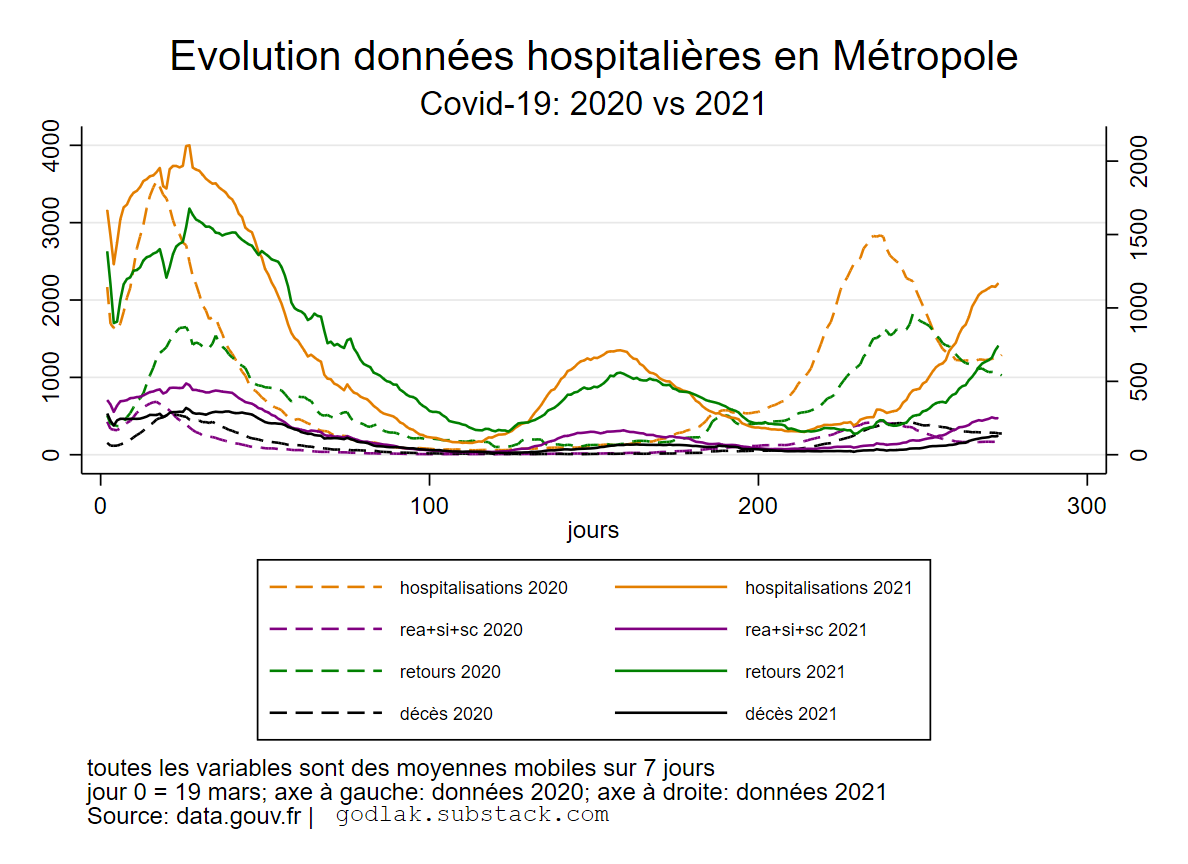 Evolution données hospitalières en Métropole
Covid-19: 2020 vs 2021
4000
3000
2000
1000
0
2000
1500
1000
500
0
0 100 200 300
jours
hospitalisations 2020 hospitalisations 2021
rea+si+sc 2020 rea+si+sc 2021
retours 2020 retours 2021
décès 2020 décès 2021
toutes les variables sont des moyennes mobiles sur 7 jours
jour 0 = 19 mars; axe à gauche: données 2020; axe à droite: données 2021
Source: data.gouv.fr | godlak.substack.com